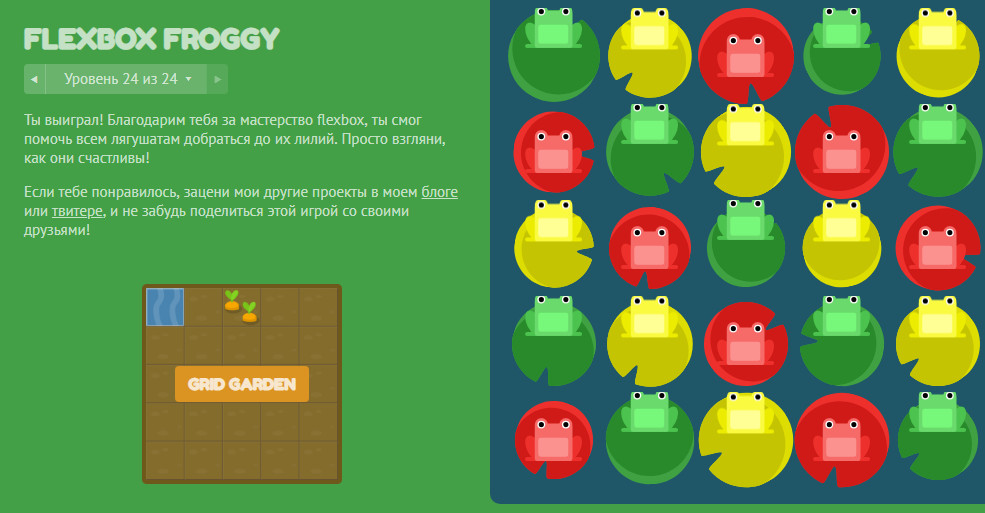 FLEXBOX FROGGY
◀ Уровень 24 из 24 ▾ ▶
Ты выиграл! Благодарим тебя за мастерство flexbox, ты смог
помочь всем лягушатам добраться до их лилий. Просто взгляни,
как они счастливы!
Если тебе понравилось, зацени мои другие проекты в моем блоге
или твитере, и не забудь поделиться этой игрой со своими
друзьями!
GRID GARDEN